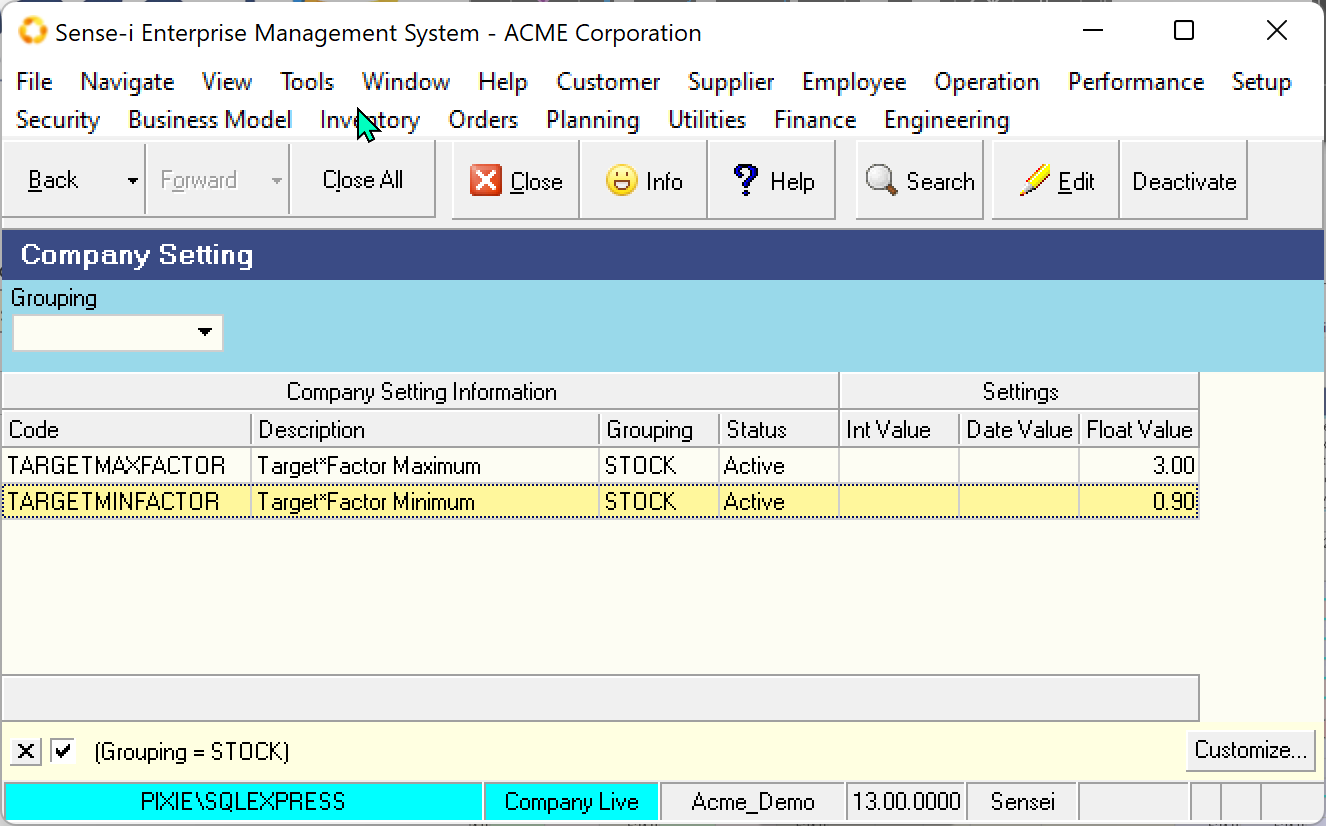 Sense-i Enterprise Management System - ACME Corporation
File Navigate View Tools Window Help Customer Supplier Employee Operation Performance Setup
Security Business Model Inventory Orders Planning Utilities Finance Engineering
Back Forward Close All Close Info Help Search Edit Deactivate
Company Setting
Grouping
Company Setting Information Settings
Code Description Grouping Status Int Value Date Value Float Value
TARGETMAXFACTOR Target*Factor Maximum STOCK Active 3.00
TARGETMINFACTOR Target*Factor Minimum STOCK Active 0.90
(Grouping = STOCK) Customize...
PIXIE\SQLEXPRESS Company Live Acme_Demo 13.00.0000 Sensei